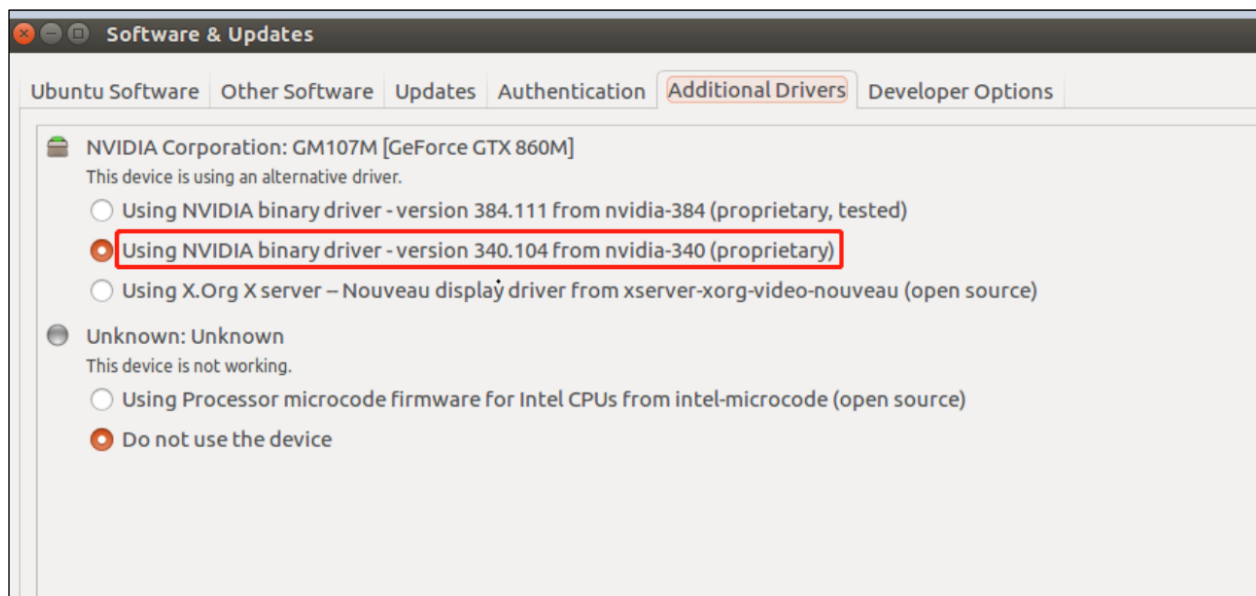 Software & Updates
Ubuntu Software Other Software Updates Authentication Additional Drivers Developer Options
NVIDIA Corporation: GM107M [GeForce GTX 860M]
This device is using an alternative driver.
Using NVIDIA binary driver - version 384.111 from nvidia-384 (proprietary, tested)
Using NVIDIA binary driver - version 340.104 from nvidia-340 (proprietary)
Using X.Org X server – Nouveau display driver from xserver-xorg-video-nouveau (open source)
Unknown: Unknown
This device is not working.
Using Processor microcode firmware for Intel CPUs from intel-microcode (open source)
Do not use the device